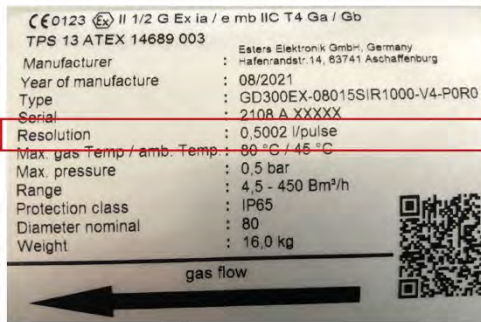 CE0123 Ex II 1/2 G Ex ia / e mb IIC T4 Ga / Gb
TPS 13 ATEX 14689 003
Manufacturer : Esters Elektronik GmbH, Germany
Hafenrandstr. 14, 63741 Aschaffenburg
Year of manufacture : 08/2021
Type : GD300EX-08015SIR1000-V4-P0R0
Serial : 2108 A XXXXX
Resolution : 0,5002 l/pulse
Max. gas Temp / amb. Temp. : 80 °C / 45 °C
Max. pressure : 0,5 bar
Range : 4,5 - 450 Bm³/h
Protection class : IP65
Diameter nominal : 80
Weight : 16,0 kg
gas flow